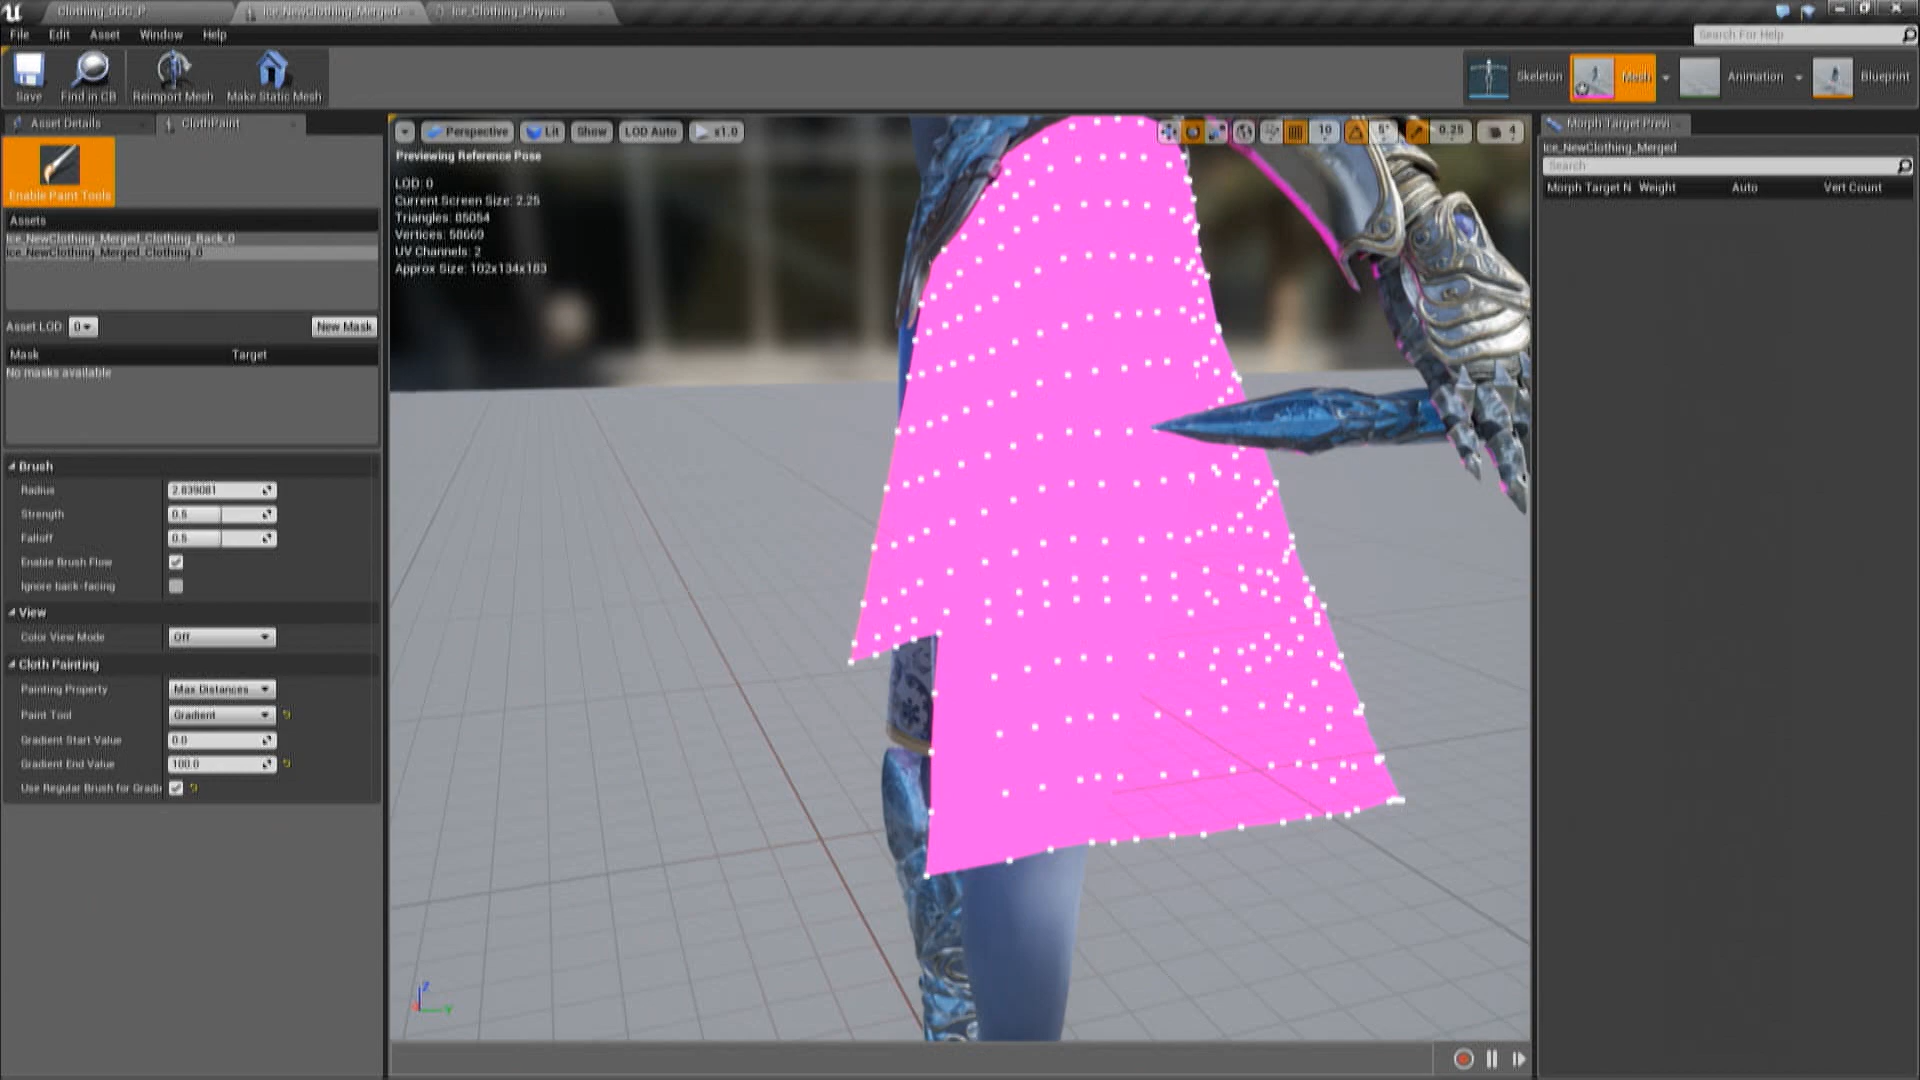 Clothing_GDC_P
Ice_NewClothing_Merged*
Ice_Clothing_Physics
File Edit Asset Window Help
Search For Help
Save
Find in CB
Reimport Mesh
Make Static Mesh
Skeleton
Mesh
Animation
Blueprint
Asset Details
ClothPaint
Enable Paint Tools
Assets
Ice_NewClothing_Merged_Clothing_Back_0
Ice_NewClothing_Merged_Clothing_0
Asset LOD 0
New Mask
Mask Target
No masks available
Brush
Radius 2.839081
Strength 0.5
Falloff 0.5
Enable Brush Flow
Ignore back-facing
View
Color View Mode Off
Cloth Painting
Painting Property Max Distances
Paint Tool Gradient
Gradient Start Value 0.0
Gradient End Value 100.0
Use Regular Brush for Gradi
Perspective
Lit
Show
LOD Auto
x1.0
10
5°
0.25
4
Previewing Reference Pose
LOD: 0
Current Screen Size: 2.25
Triangles: 85054
Vertices: 58669
UV Channels: 2
Approx Size: 102x134x183
Z
Y
Morph Target Previ
Ice_NewClothing_Merged
Search
Morph Target N Weight Auto Vert Count